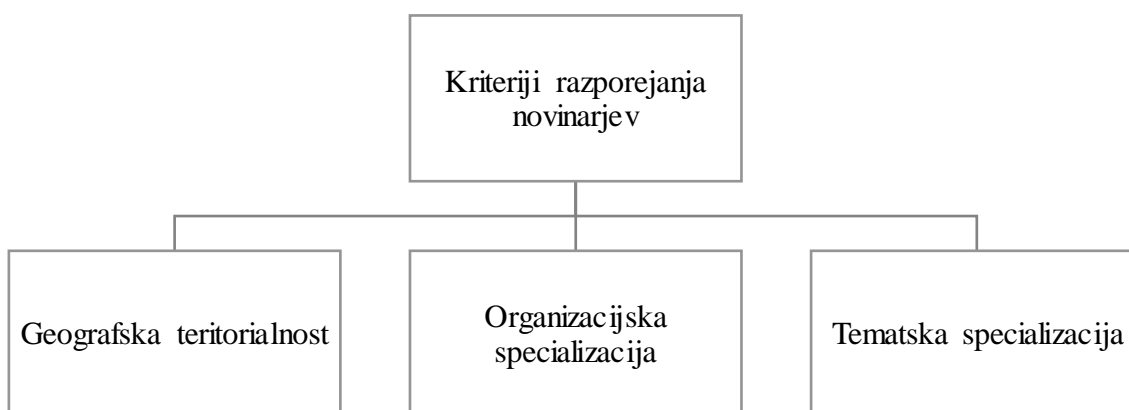 Kriteriji razporejanja
novinarjev
Geografska teritorialnost
Organizacijska
specializacija
Tematska specializacija